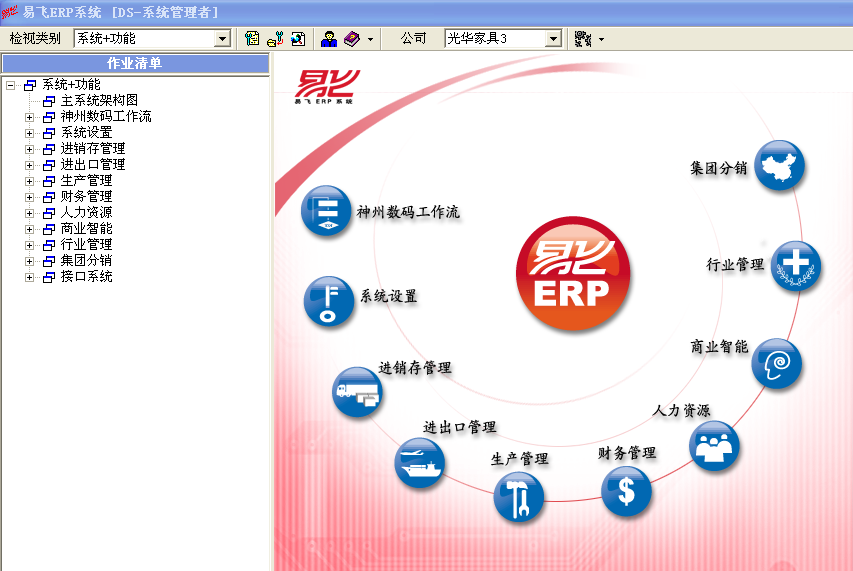 易飞ERP系统 [DS-系统管理者]
检视类别 系统+功能 公司 光华家具3
作业清单
系统+功能
主系统架构图
神州数码工作流
系统设置
进销存管理
进出口管理
生产管理
财务管理
人力资源
商业智能
行业管理
集团分销
接口系统
易飞
易飞ERP系统
集团分销
神州数码工作流
行业管理
易飞
ERP
系统设置
商业智能
进销存管理
人力资源
进出口管理
生产管理
财务管理